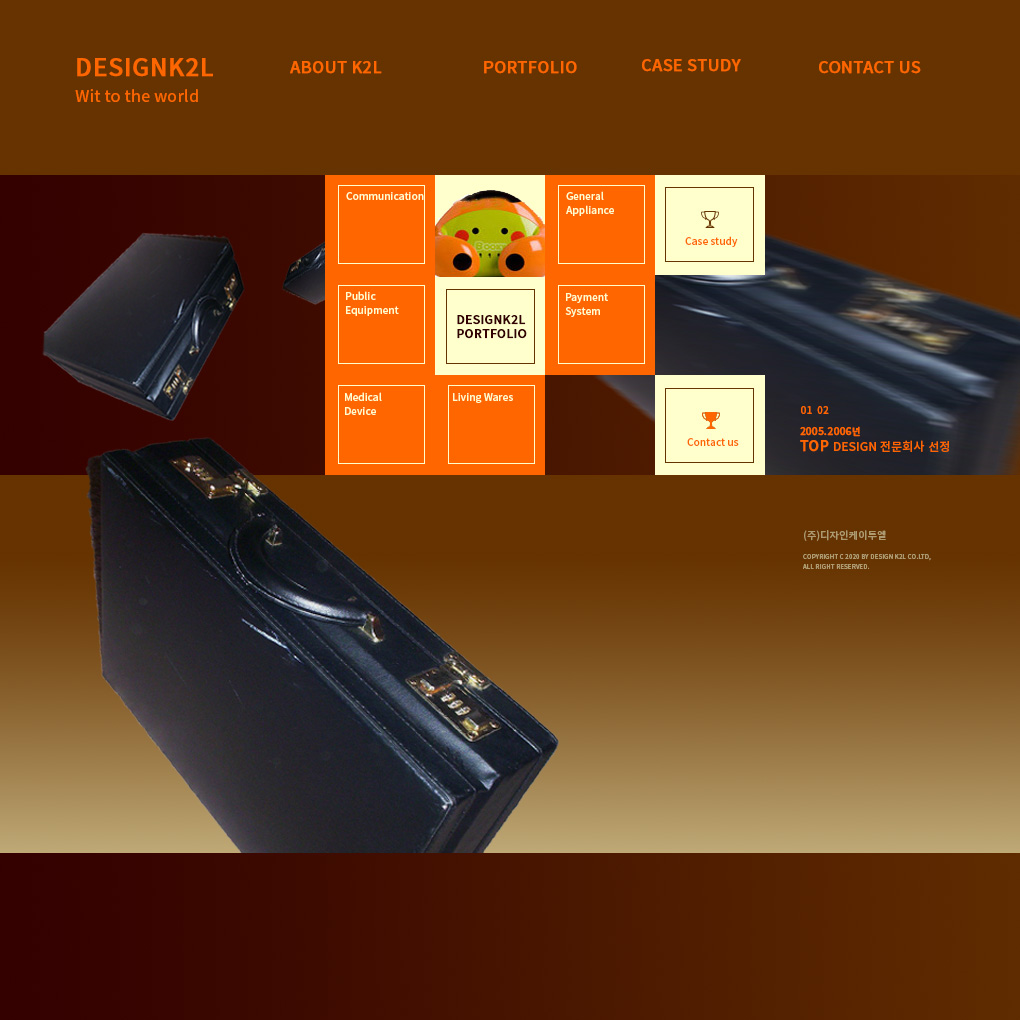 DESIGNK2L
Wit to the world
ABOUT K2L
PORTFOLIO
CASE STUDY
CONTACT US
Communication
General
Appliance
Case study
Public
Equipment
DESIGNK2L
PORTFOLIO
Payment
System
Medical
Device
Living Wares
Contact us
01 02
2005.2006년
TOP DESIGN 전문회사 선정
(주)디자인케이투엘
COPYRIGHT C 2020 BY DESIGN K2L CO.LTD,
ALL RIGHT RESERVED.